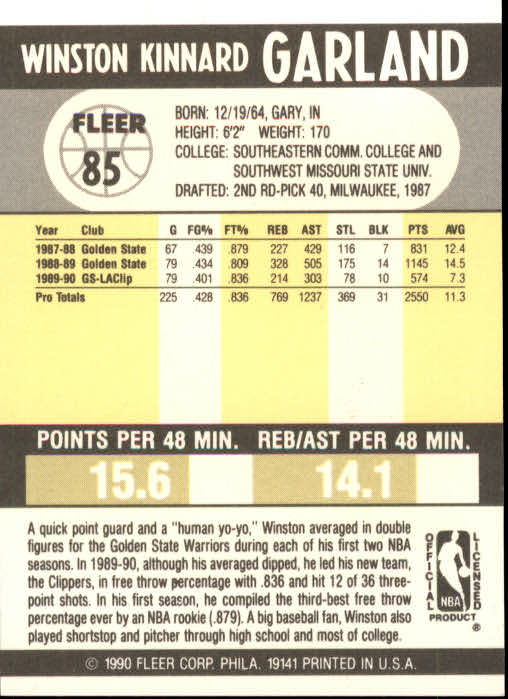 WINSTON KINNARD GARLAND
FLEER
85
BORN: 12/19/64, GARY, IN
HEIGHT: 6'2" WEIGHT: 170
COLLEGE: SOUTHEASTERN COMM. COLLEGE AND
SOUTHWEST MISSOURI STATE UNIV.
DRAFTED: 2ND RD-PICK 40, MILWAUKEE, 1987
Year Club G FG% FT% REB AST STL BLK PTS AVG
1987-88 Golden State 67 .439 .879 227 429 116 7 831 12.4
1988-89 Golden State 79 .434 .809 328 505 175 14 1145 14.5
1989-90 GS-LAClip 79 .401 .836 214 303 78 10 574 7.3
Pro Totals 225 .428 .836 769 1237 369 31 2550 11.3
POINTS PER 48 MIN. REB/AST PER 48 MIN.
15.6 14.1
A quick point guard and a "human yo-yo," Winston averaged in double
figures for the Golden State Warriors during each of his first two NBA
seasons. In 1989-90, although his averaged dipped, he led his new team,
the Clippers, in free throw percentage with .836 and hit 12 of 36 three-
point shots. In his first season, he compiled the third-best free throw
percentage ever by an NBA rookie (.879). A big baseball fan, Winston also
played shortstop and pitcher through high school and most of college.
OFFICIAL
LICENSED
NBA
PRODUCT
®
© 1990 FLEER CORP. PHILA. 19141 PRINTED IN U.S.A.